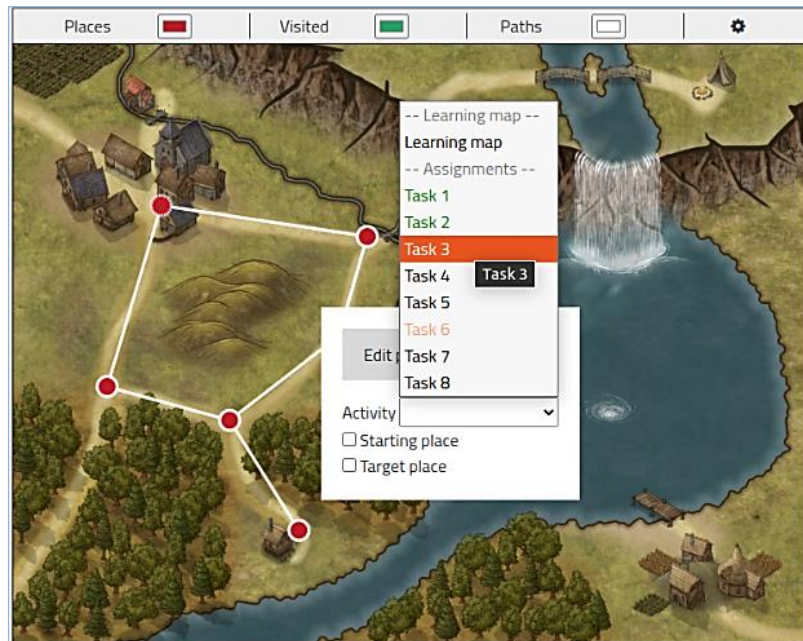 Places Visited Paths
-- Learning map --
Learning map
-- Assignments --
Task 1
Task 2
Task 3
Task 4 Task 3
Task 5
Task 6
Edit
Task 7
Task 8
Activity
Starting place
Target place